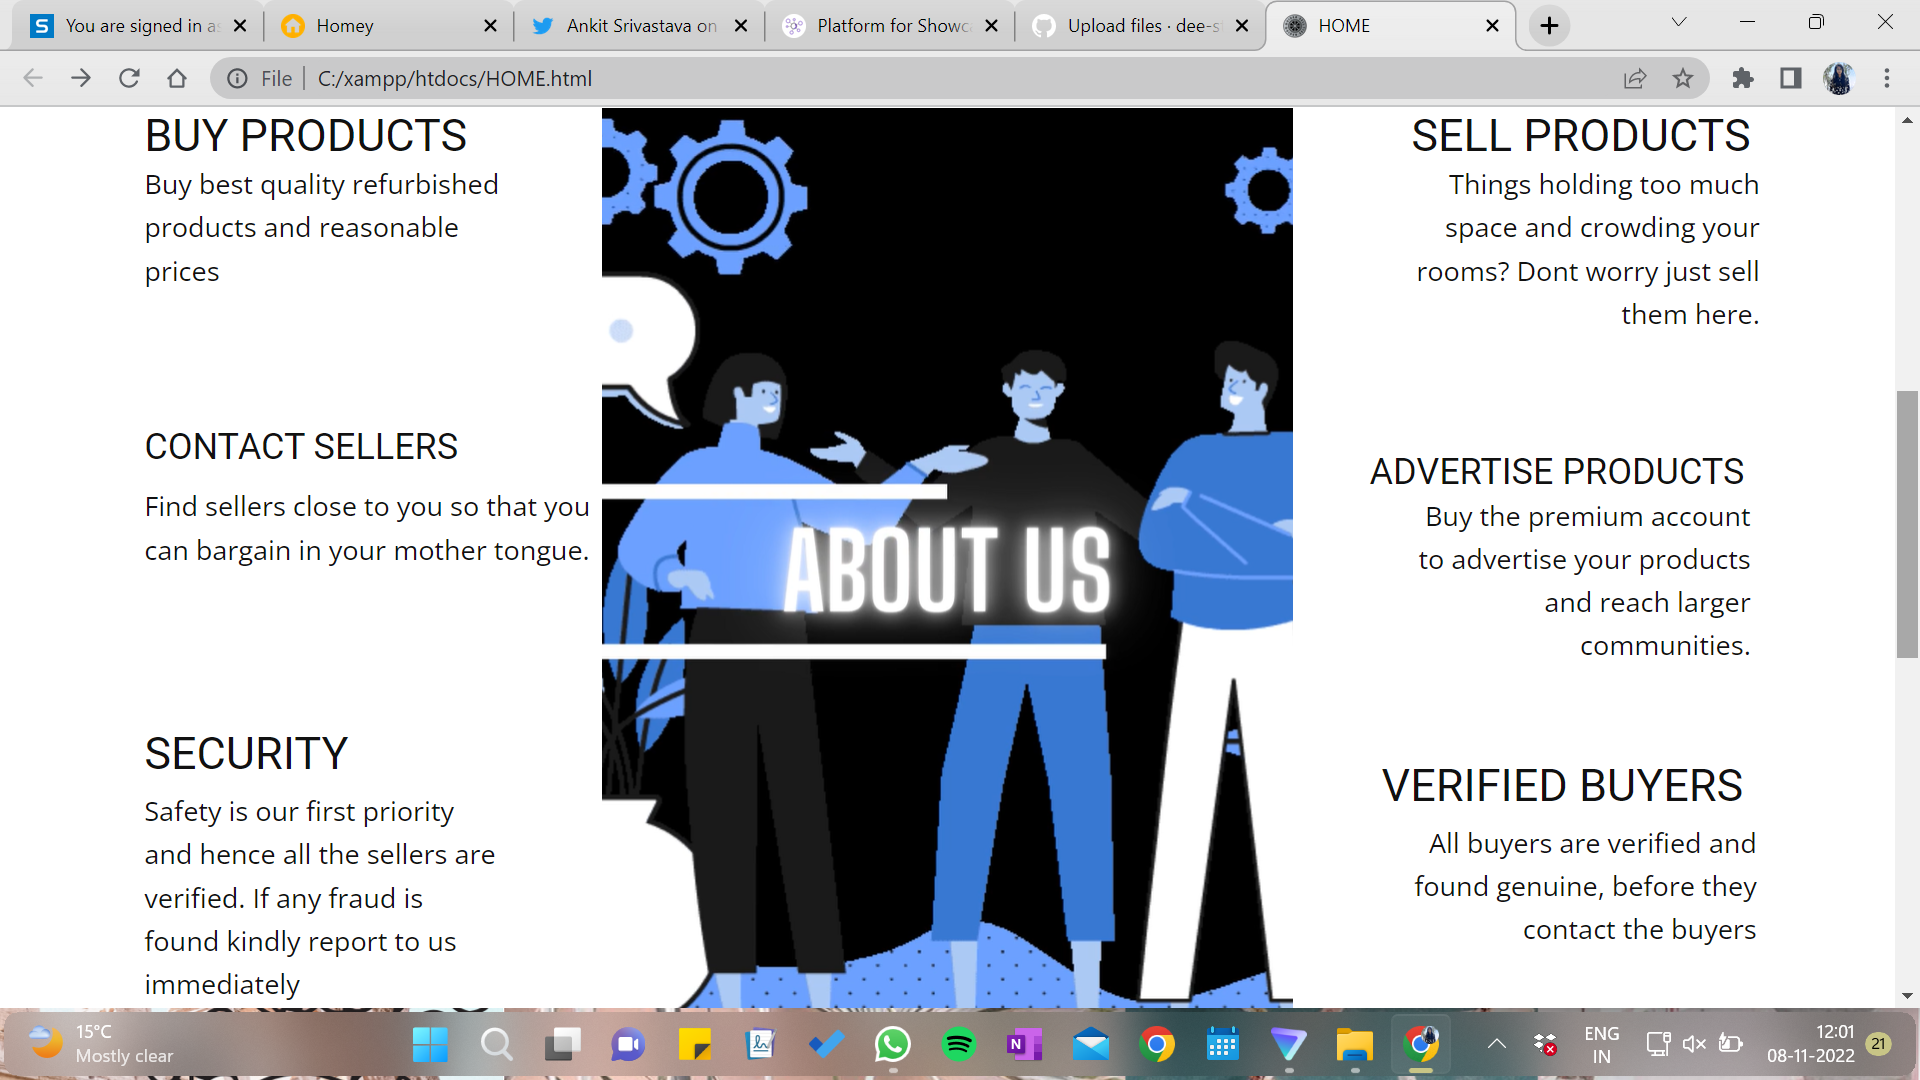 You are signed in as
Homey
Ankit Srivastava on
Platform for Showc
Upload files · dee-s
HOME
File
C:/xampp/htdocs/HOME.html
BUY PRODUCTS
Buy best quality refurbished
products and reasonable
prices
CONTACT SELLERS
Find sellers close to you so that you
can bargain in your mother tongue.
SECURITY
Safety is our first priority
and hence all the sellers are
verified. If any fraud is
found kindly report to us
immediately
ABOUT US
SELL PRODUCTS
Things holding too much
space and crowding your
rooms? Dont worry just sell
them here.
ADVERTISE PRODUCTS
Buy the premium account
to advertise your products
and reach larger
communities.
VERIFIED BUYERS
All buyers are verified and
found genuine, before they
contact the buyers
15°C
Mostly clear
ENG
IN
12:01
08-11-2022
21